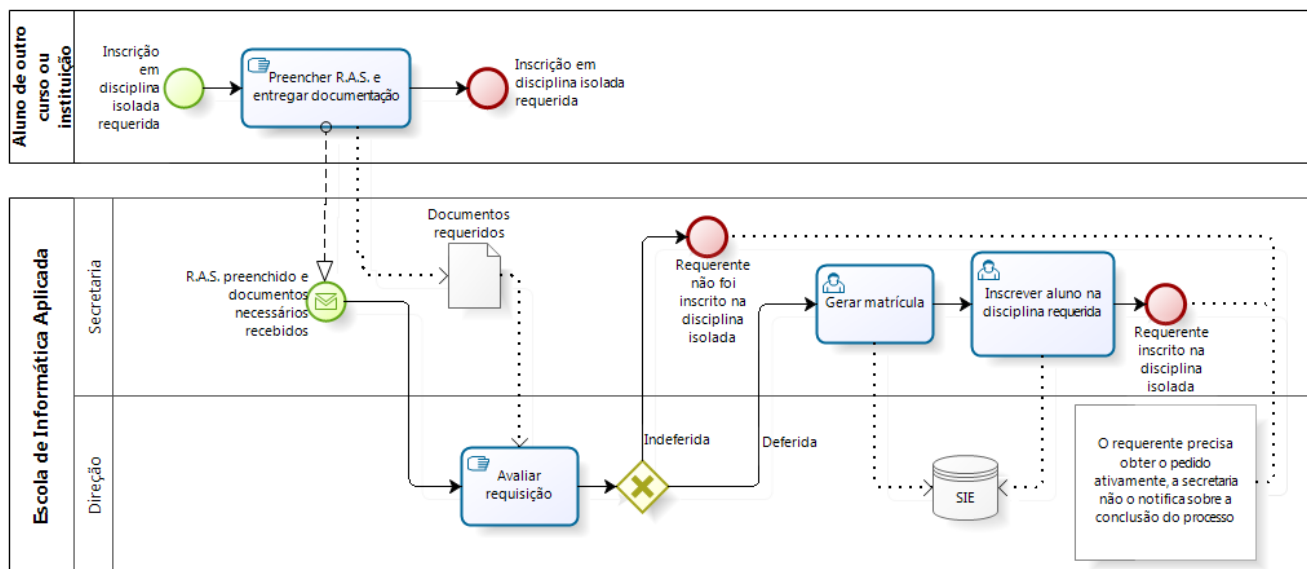 Aluno de outro
curso ou
instituição
Inscrição
em
disciplina
isolada
requerida
Preencher R.A.S. e
entregar documentação
Inscrição em
disciplina isolada
requerida
Escola de Informática Aplicada
Secretaria
R.A.S. preenchido e
documentos
necessários
recebidos
Documentos
requeridos
Requerente
não foi
inscrito na
disciplina
isolada
Gerar matrícula
Inscrever aluno na
disciplina requerida
Requerente
inscrito na
disciplina
isolada
Direção
Avaliar
requisição
Indeferida
Deferida
SIE
O requerente precisa
obter o pedido
ativamente, a secretaria
não o notifica sobre a
conclusão do processo